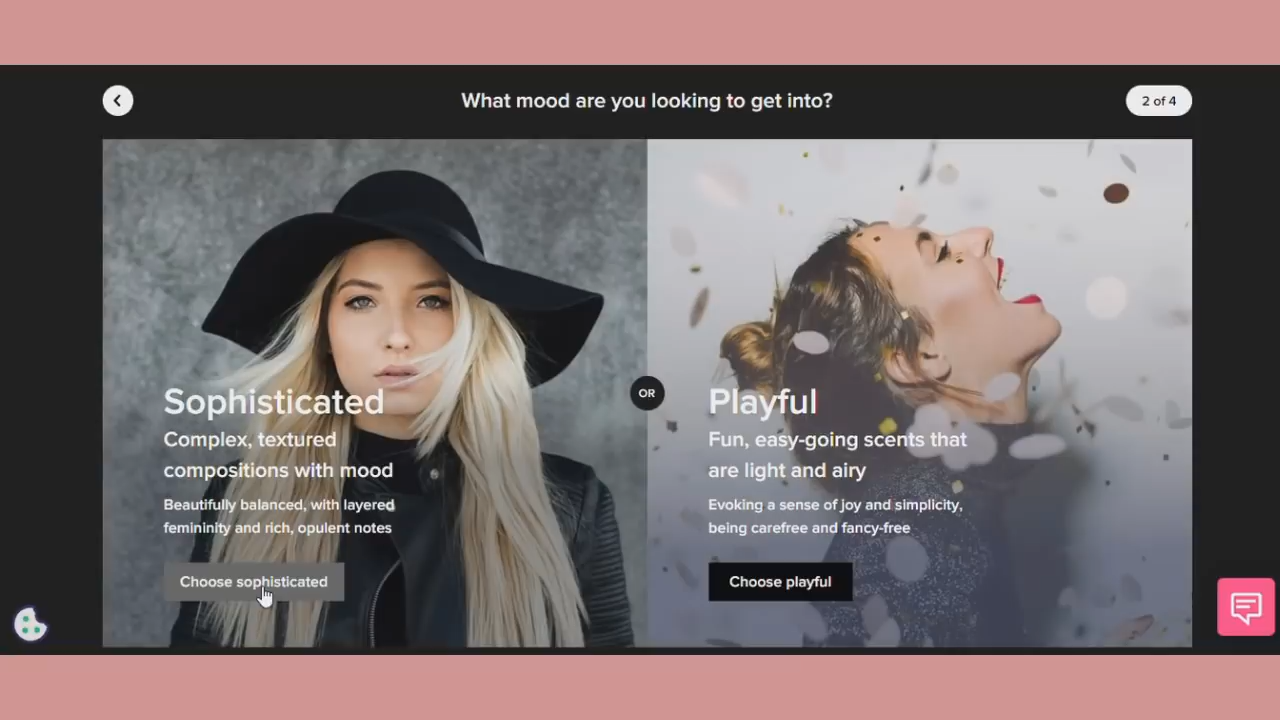 What mood are you looking to get into?
2 of 4
Sophisticated
Complex, textured
compositions with mood
Beautifully balanced, with layered
femininity and rich, opulent notes
Choose sophisticated
OR
Playful
Fun, easy-going scents that
are light and airy
Evoking a sense of joy and simplicity,
being carefree and fancy-free
Choose playful